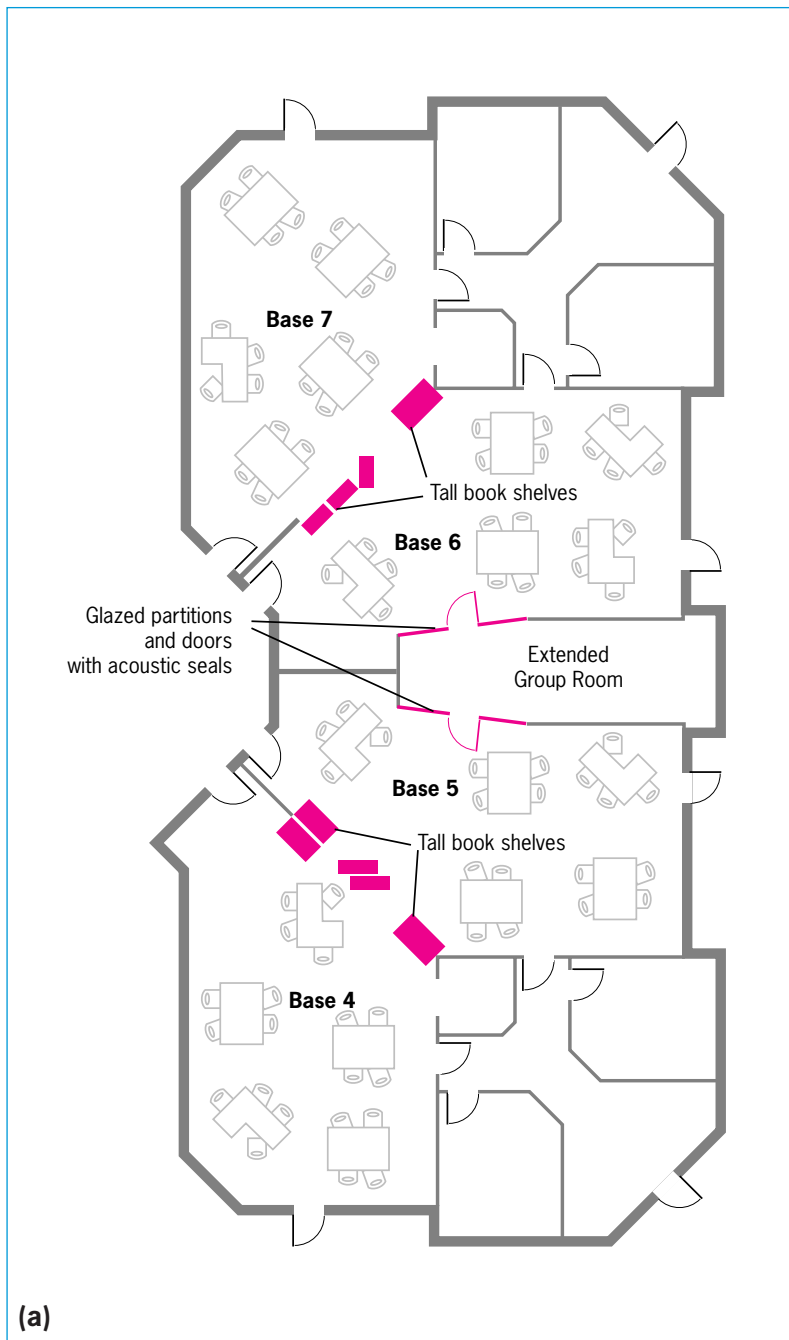 Base 7
Tall book shelves
Base 6
Glazed partitions
and doors
with acoustic seals
Extended
Group Room
Base 5
Tall book shelves
Base 4
(a)